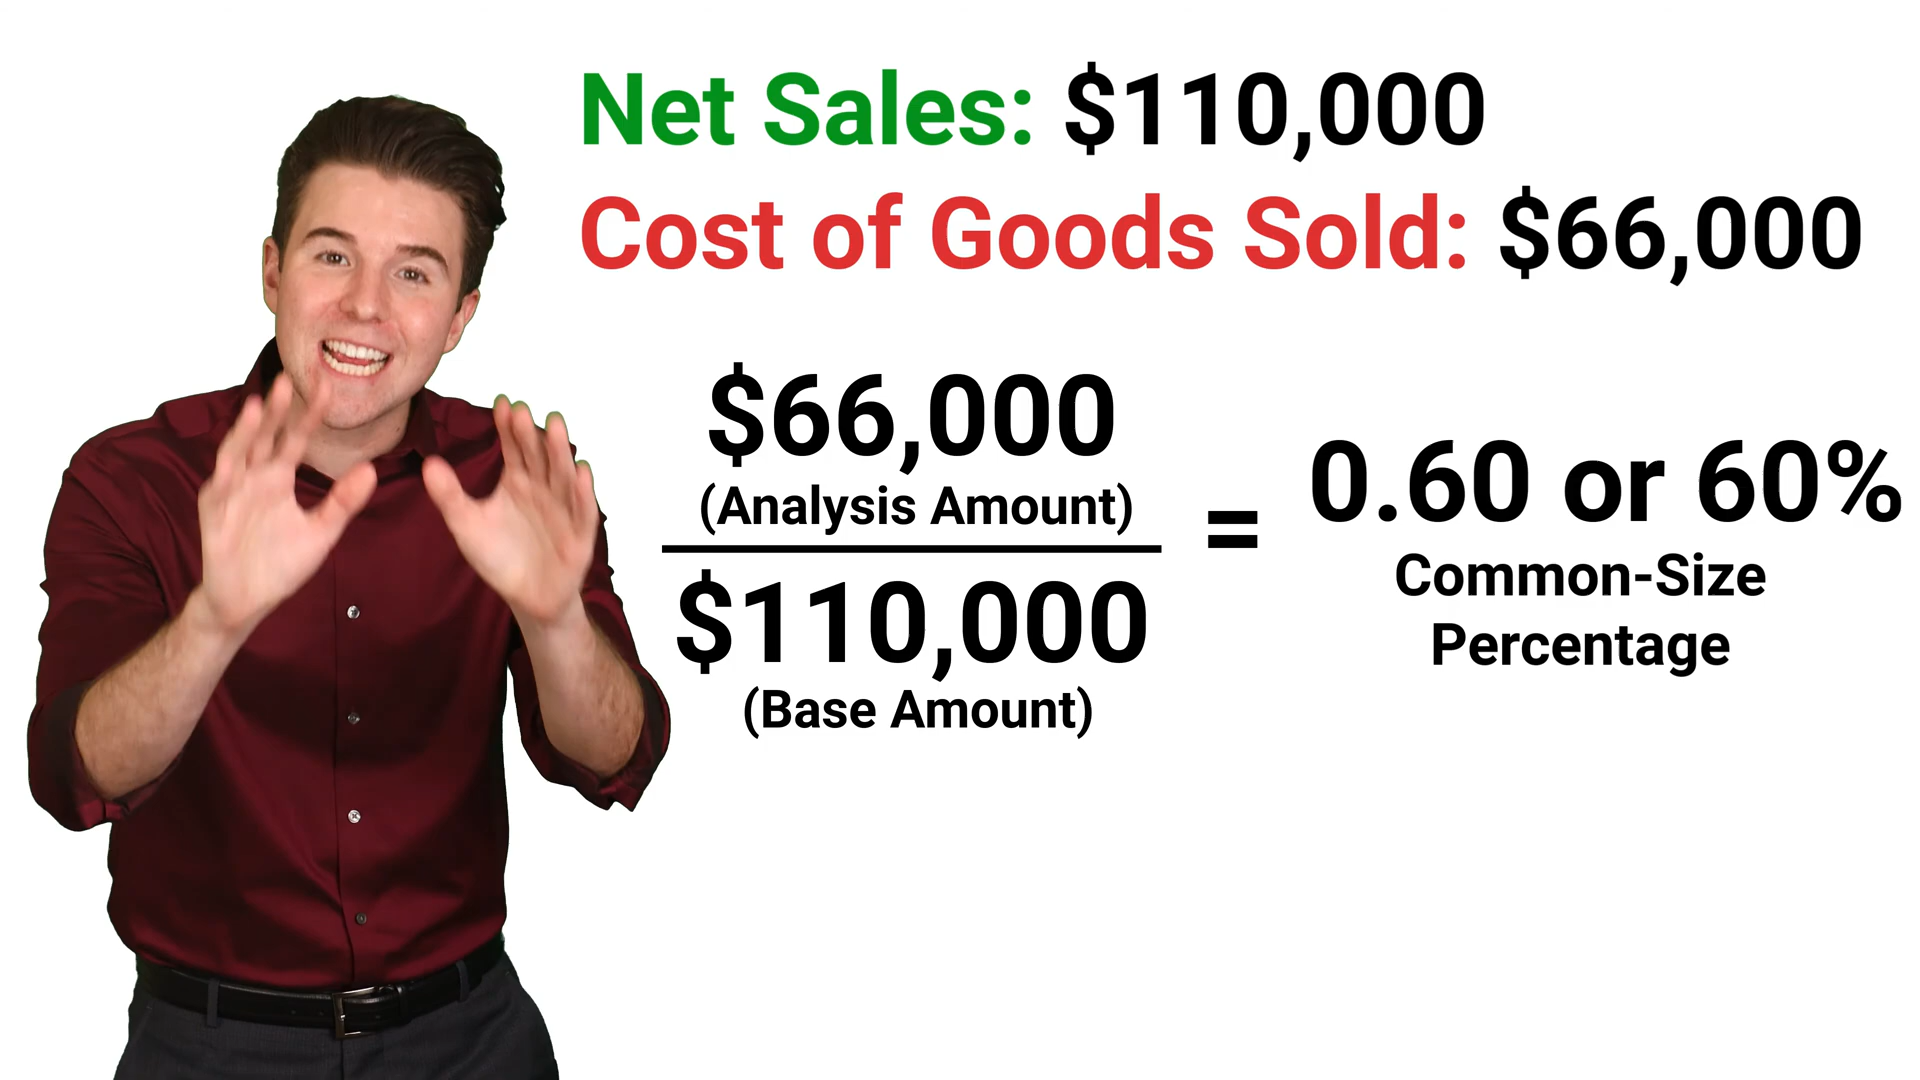 Net Sales: $110,000
Cost of Goods Sold: $66,000
$66,000
(Analysis Amount)
$110,000
(Base Amount)
=
0.60 or 60%
Common-Size
Percentage